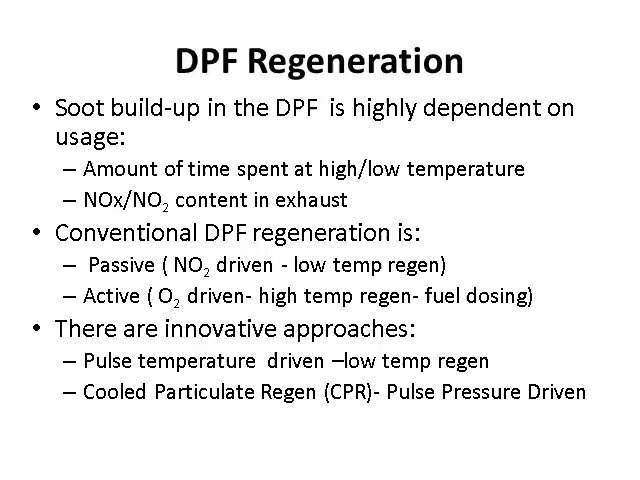 DPF Regeneration
• Soot build-up in the DPF  is highly dependent on
usage:
– Amount of time spent at high/low temperature
– NOx/NO₂ content in exhaust
• Conventional DPF regeneration is:
–  Passive ( NO₂ driven - low temp regen)
– Active ( O₂ driven- high temp regen- fuel dosing)
• There are innovative approaches:
– Pulse temperature  driven –low temp regen
– Cooled Particulate Regen (CPR)- Pulse Pressure Driven